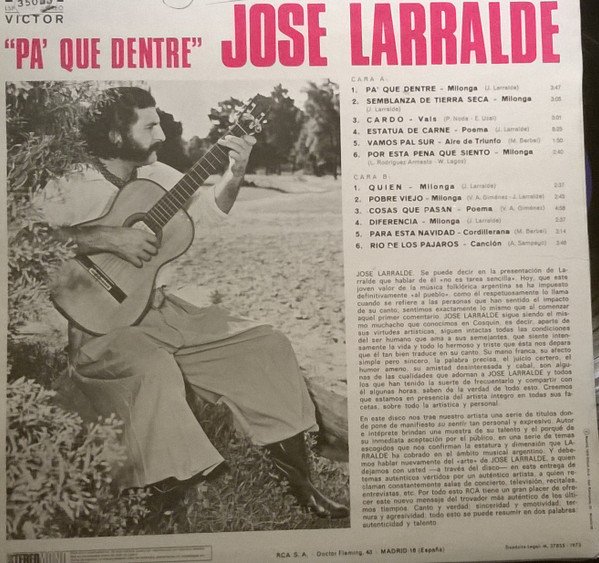 VICTOR
"PA' QUE DENTRE" JOSE LARRALDE
CARA A:
1. PA' QUE DENTRE - Milonga (J. Larralde) 3:47
2. SEMBLANZA DE TIERRA SECA - Milonga (J. Larralde) 3:05
3. CARDO - Vals (P. Noda - E. Usai) 3:01
4. ESTATUA DE CARNE - Poema (J. Larralde) 6:25
5. VAMOS PAL SUR - Aire de Triunfo (M. Berbel) 1:50
6. POR ESTA PENA QUE SIENTO - Milonga 2:40
(L. Rodríguez Armesto - W. Lagos)
CARA B:
1. QUIEN - Milonga (J. Larralde) 2:37
2. POBRE VIEJO - Milonga (V. A. Giménez - J. Larralde) 2:43
3. COSAS QUE PASAN - Poema (V. A. Giménez) 4:58
4. DIFERENCIA - Milonga (J. Larralde) 2:37
5. PARA ESTA NAVIDAD - Cordillerana (M. Berbel) 2:14
6. RIO DE LOS PAJAROS - Canción (A. Sampayo) 3:48
JOSE LARRALDE. Se puede decir en la presentación de La-
rralde que hablar de él «no es tarea sencilla». Hoy, que este
joven valor de la música folklórica argentina se ha impuesto
definitivamente «al pueblo» como él respetuosamente lo llama
cuando se refiere a las personas que han sentido el impacto
de su canto, sentimos exactamente lo mismo que al comenzar
aquel primer comentario. JOSE LARRALDE sigue siendo el mis-
mo muchacho que conocimos en Cosquín, es decir, aparte de
sus virtudes artísticas, siguen intactas todas las condiciones
del ser humano que ama a sus semejantes, que siente inten-
samente la vida y todo lo hermoso y triste que ésta nos depara
que él tan bien traduce en su canto. Su mano franca, su afecto
simple pero sincero, la palabra precisa, el juicio certero, el
humor ameno, su amistad desinteresada y cabal, son algu-
nas de las cualidades que adornan a JOSE LARRALDE y todos
los que han tenido la suerte de frecuentarlo y compartir con
él algunas horas, saben de la verdad de todo esto. Creemos
que estamos en presencia del artista íntegro en todas sus fa-
cetas, sobre todo la artística y personal.
En este disco nos trae nuestro artista una serie de títulos don-
de pone de manifiesto su sentir tan personal y expresivo. Autor
e intérprete brindan una muestra de su talento y el porqué de
su inmediata aceptación por el público, en una serie de temas
escogidos que nos confirman la estatura y dimensión que LA-
RRALDE ha cobrado en el ámbito musical argentino. Y debe-
mos hablar nuevamente del «arte» de JOSE LARRALDE, a quien
dejamos con usted —a través del disco— en esta entrega de
temas auténticos vertidos por un auténtico artista, a quien re-
claman constantemente salas de concierto, televisión, recitales,
entrevistas, etc. Por todo esto RCA tiene un gran placer de ofre-
cer este nuevo mensaje del trovador más auténtico de los últi-
mos tiempos. Canto y verdad, sinceridad y emotividad, ter-
nura y agresividad, todo esto se puede resumir en dos palabras:
autenticidad y talento.
STEREO MONO
RCA S. A. - Doctor Fleming, 43 - MADRID 16 (España)
Depósito Legal: M. 37855 - 1973